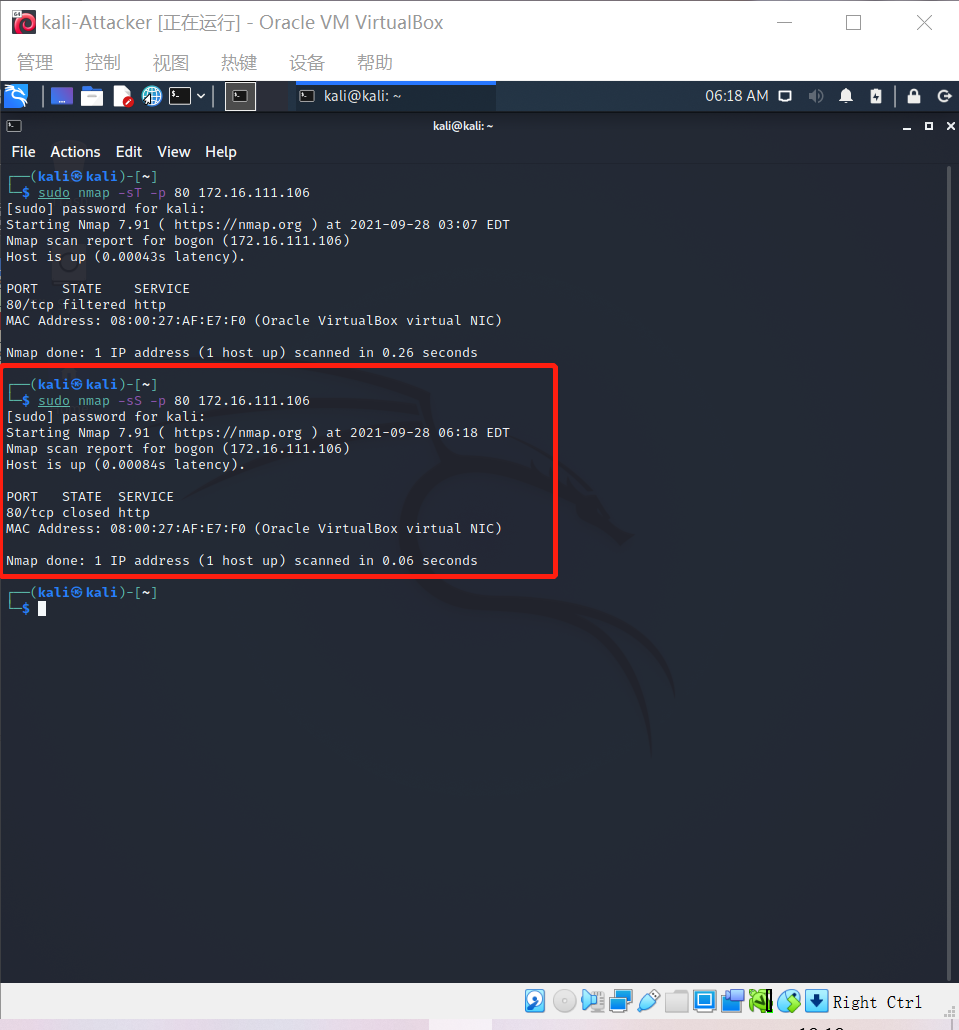 kali-Attacker [正在运行] - Oracle VM VirtualBox
管理 控制 视图 热键 设备 帮助
kali@kali: ~ 06:18 AM
kali@kali: ~
File Actions Edit View Help
┌──(kali㉿kali)-[~]
└─$ sudo nmap -sT -p 80 172.16.111.106
[sudo] password for kali:
Starting Nmap 7.91 ( https://nmap.org ) at 2021-09-28 03:07 EDT
Nmap scan report for bogon (172.16.111.106)
Host is up (0.00043s latency).
PORT   STATE    SERVICE
80/tcp filtered http
MAC Address: 08:00:27:AF:E7:F0 (Oracle VirtualBox virtual NIC)
Nmap done: 1 IP address (1 host up) scanned in 0.26 seconds
┌──(kali㉿kali)-[~]
└─$ sudo nmap -sS -p 80 172.16.111.106
[sudo] password for kali:
Starting Nmap 7.91 ( https://nmap.org ) at 2021-09-28 06:18 EDT
Nmap scan report for bogon (172.16.111.106)
Host is up (0.00084s latency).
PORT   STATE  SERVICE
80/tcp closed http
MAC Address: 08:00:27:AF:E7:F0 (Oracle VirtualBox virtual NIC)
Nmap done: 1 IP address (1 host up) scanned in 0.06 seconds
┌──(kali㉿kali)-[~]
└─$
Right Ctrl